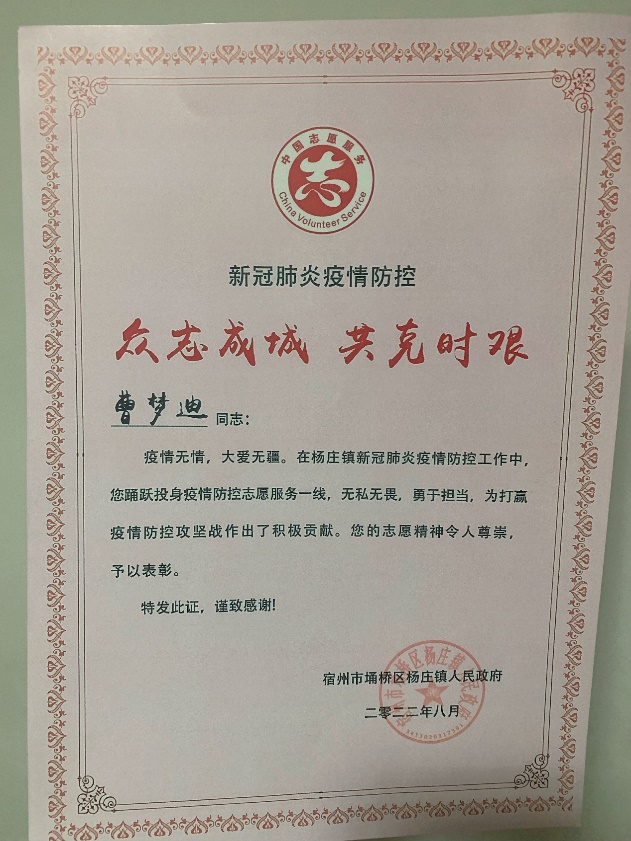 中国志愿服务
China Volunteer Service
新冠肺炎疫情防控
众志成城 共克时艰
曹梦迪 同志：
疫情无情，大爱无疆。在杨庄镇新冠肺炎疫情防控工作中，
您踊跃投身疫情防控志愿服务一线，无私无畏，勇于担当，为打赢
疫情防控攻坚战作出了积极贡献。您的志愿精神令人尊崇，
予以表彰。
特发此证，谨致感谢!
宿州市埇桥区杨庄镇人民政府
二零二二年八月